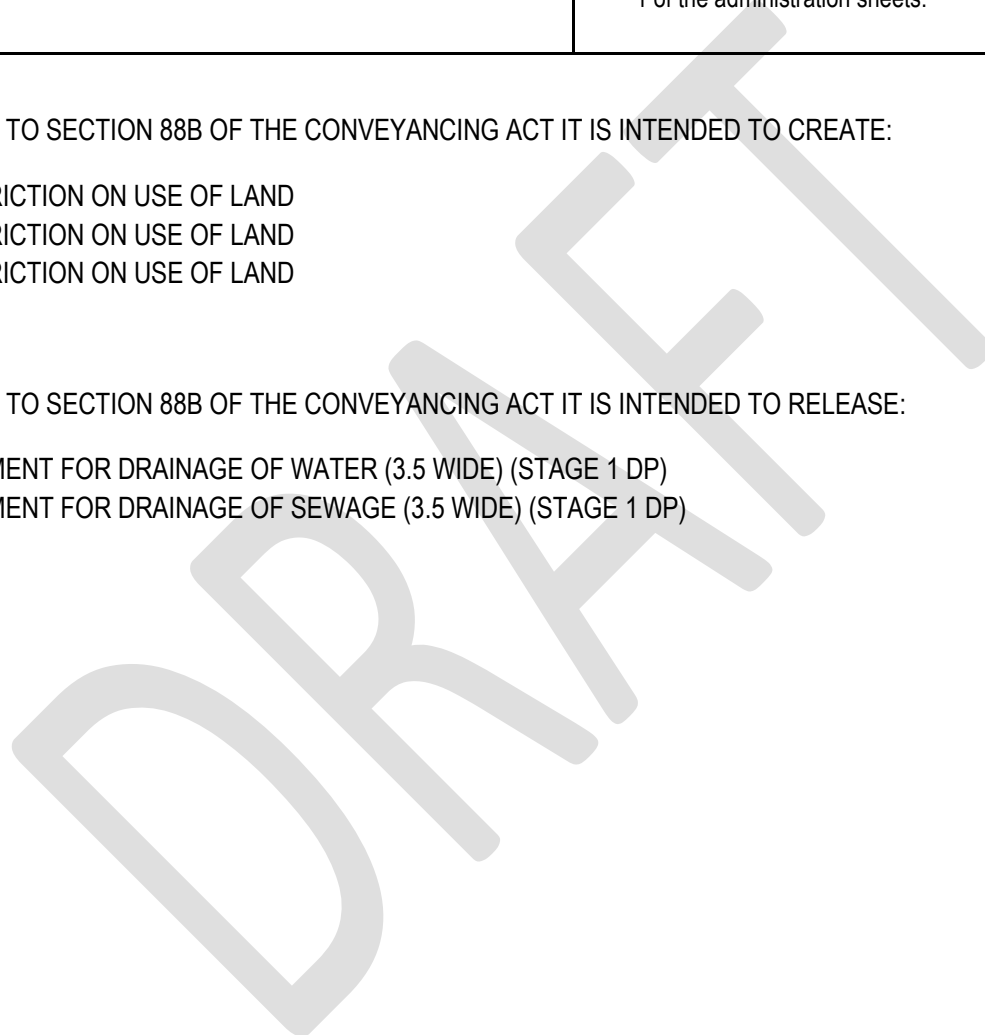 1 of the administration sheets.
TO SECTION 88B OF THE CONVEYANCING ACT IT IS INTENDED TO CREATE:
RICTION ON USE OF LAND
RICTION ON USE OF LAND
RICTION ON USE OF LAND
TO SECTION 88B OF THE CONVEYANCING ACT IT IS INTENDED TO RELEASE:
MENT FOR DRAINAGE OF WATER (3.5 WIDE) (STAGE 1 DP)
MENT FOR DRAINAGE OF SEWAGE (3.5 WIDE) (STAGE 1 DP)
DRAFT